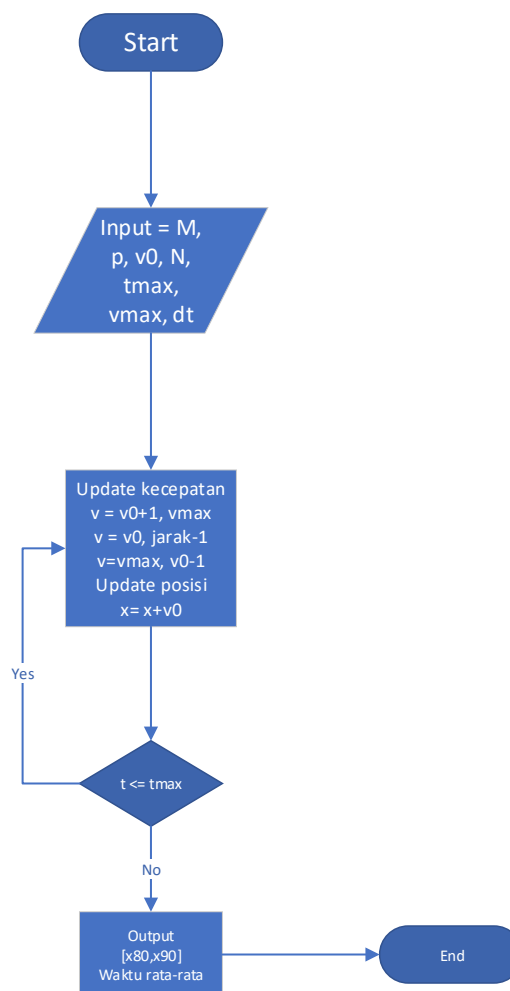 Start
Input = M,
p, v0, N,
tmax,
vmax, dt
Update kecepatan
v = v0+1, vmax
v = v0, jarak-1
v=vmax, v0-1
Update posisi
x= x+v0
Yes
t <= tmax
No
Output
[x80,x90]
Waktu rata-rata
End